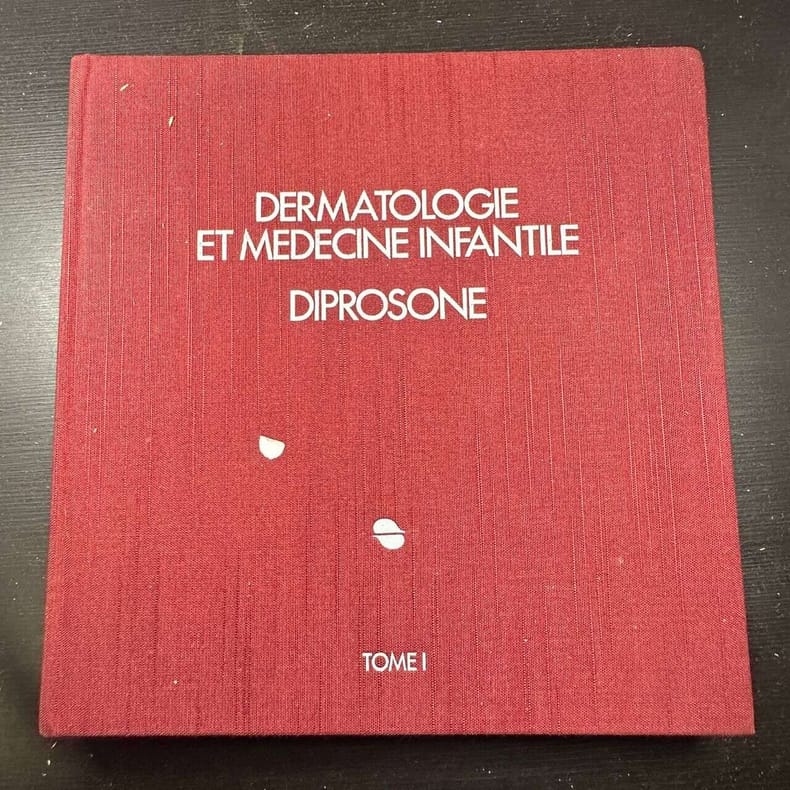 DERMATOLOGIE
ET MEDECINE INFANTILE
DIPROSONE
TOME I